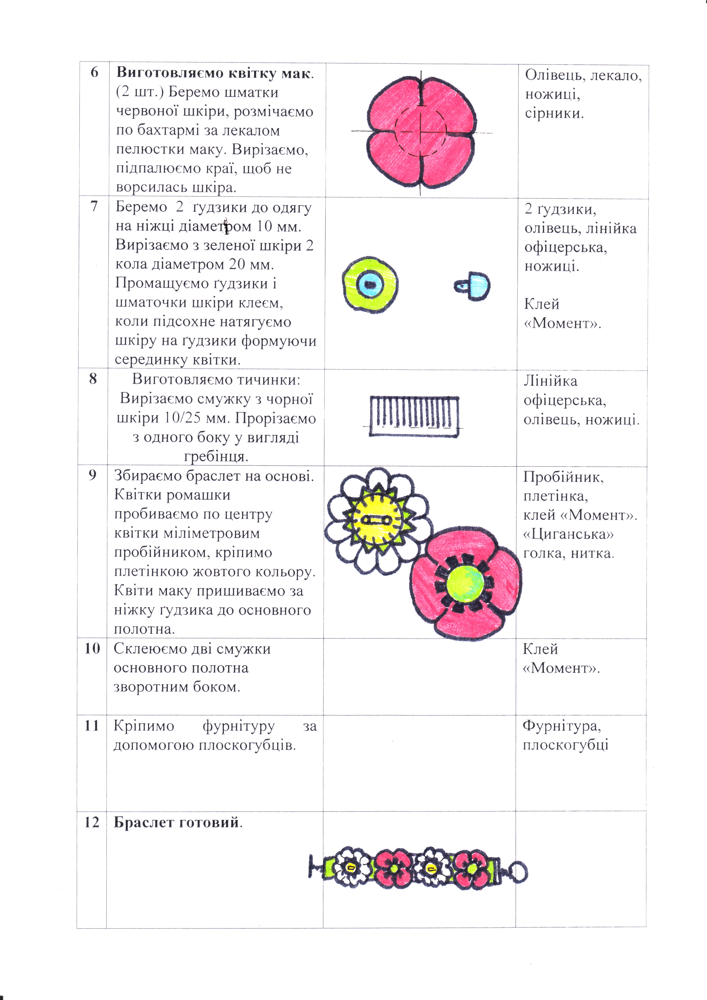 6
Виготовляємо квітку мак.
(2 шт.) Беремо шматки
червоної шкіри, розмічаємо
по бахтармі за лекалом
пелюстки маку. Вирізаємо,
підпалюємо краї, щоб не
ворсилась шкіра.
Олівець, лекало,
ножиці,
сірники.
7
Беремо 2 ґудзики до одягу
на ніжці діаметром 10 мм.
Вирізаємо з зеленої шкіри 2
кола діаметром 20 мм.
Промащуємо ґудзики і
шматочки шкіри клеєм,
коли підсохне натягуємо
шкіру на ґудзики формуючи
серединку квітки.
2 ґудзики,
олівець, лінійка
офіцерська,
ножиці.
Клей
«Момент».
8
Виготовляємо тичинки:
Вирізаємо смужку з чорної
шкіри 10/25 мм. Прорізаємо
з одного боку у вигляді
гребінця.
Лінійка
офіцерська,
олівець, ножиці.
9
Збираємо браслет на основі.
Квітки ромашки
пробиваємо по центру
квітки міліметровим
пробійником, кріпимо
плетінкою жовтого кольору.
Квіти маку пришиваємо за
ніжку ґудзика до основного
полотна.
Пробійник,
плетінка,
клей «Момент».
«Циганська»
голка, нитка.
10
Склеюємо дві смужки
основного полотна
зворотним боком.
Клей
«Момент».
11
Кріпимо фурнітуру за
допомогою плоскогубців.
Фурнітура,
плоскогубці
12
Браслет готовий.